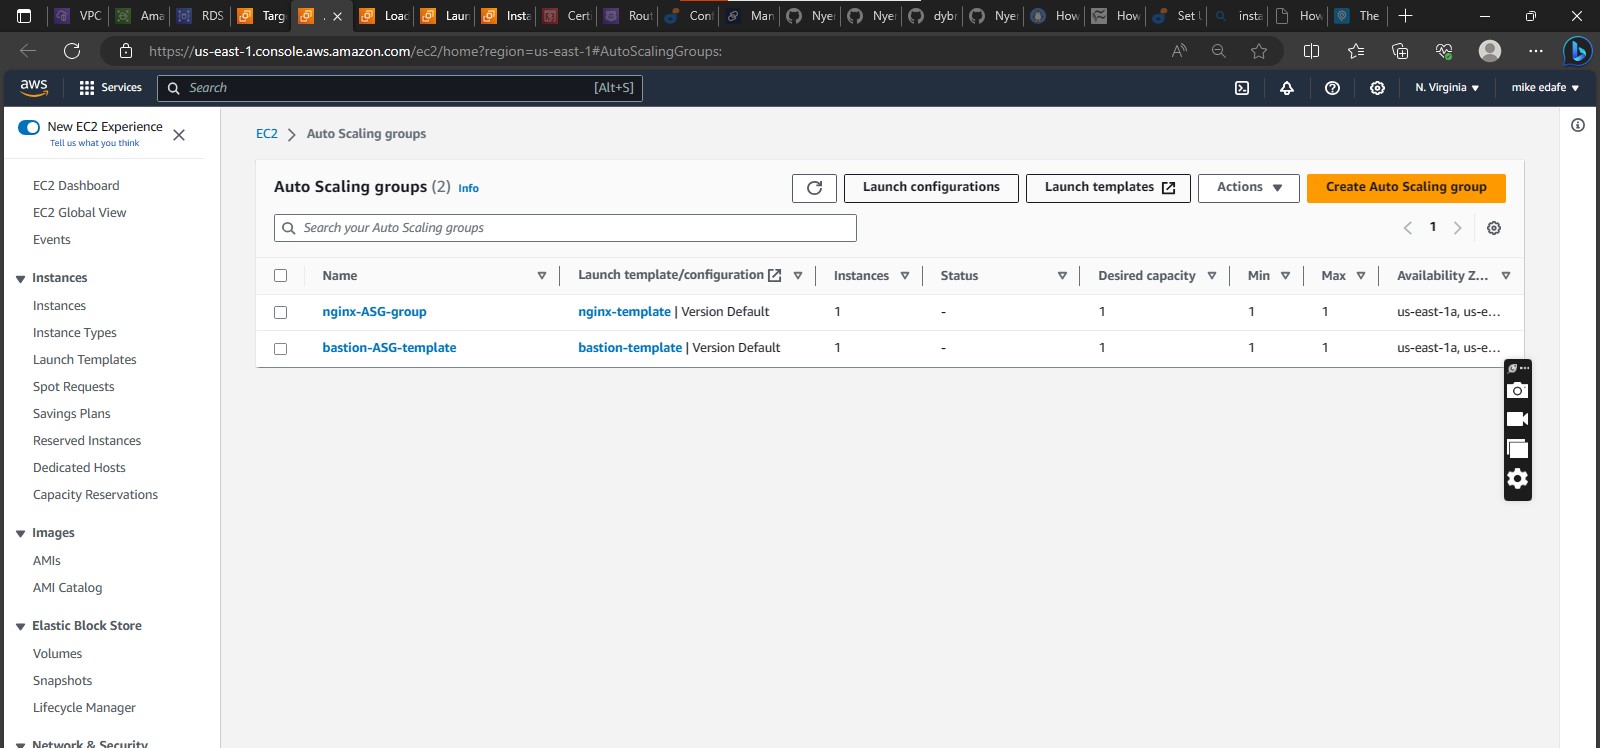 VPC Ama RDS Targ Load Laun Insta Certi Rout Conf Man Nyer Nyer dybr Nyer How How Set U insta How The
https://us-east-1.console.aws.amazon.com/ec2/home?region=us-east-1#AutoScalingGroups:
aws Services Search [Alt+S] N. Virginia mike edafe
New EC2 Experience
Tell us what you think
EC2 Dashboard
EC2 Global View
Events
Instances
Instances
Instance Types
Launch Templates
Spot Requests
Savings Plans
Reserved Instances
Dedicated Hosts
Capacity Reservations
Images
AMIs
AMI Catalog
Elastic Block Store
Volumes
Snapshots
Lifecycle Manager
Network & Security
EC2 Auto Scaling groups
Auto Scaling groups (2) Info Launch configurations Launch templates Actions Create Auto Scaling group
Search your Auto Scaling groups 1
Name Launch template/configuration Instances Status Desired capacity Min Max Availability Z...
nginx-ASG-group nginx-template | Version Default 1 - 1 1 1 us-east-1a, us-e...
bastion-ASG-template bastion-template | Version Default 1 - 1 1 1 us-east-1a, us-e...